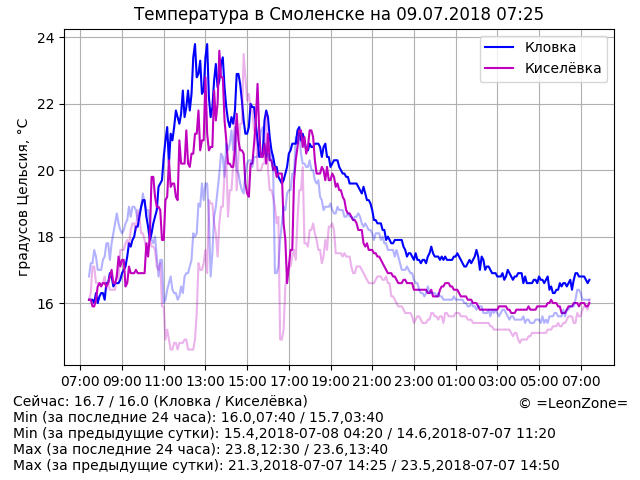 Температура в Смоленске на 09.07.2018 07:25
24
22
20
18
16
градусов Цельсия, °C
Кловка
Киселёвка
07:00 09:00 11:00 13:00 15:00 17:00 19:00 21:00 23:00 01:00 03:00 05:00 07:00
Сейчас: 16.7 / 16.0 (Кловка / Киселёвка)
© =LeonZone=
Min (за последние 24 часа): 16.0,07:40 / 15.7,03:40
Min (за предыдущие сутки): 15.4,2018-07-08 04:20 / 14.6,2018-07-07 11:20
Max (за последние 24 часа): 23.8,12:30 / 23.6,13:40
Max (за предыдущие сутки): 21.3,2018-07-07 14:25 / 23.5,2018-07-07 14:50